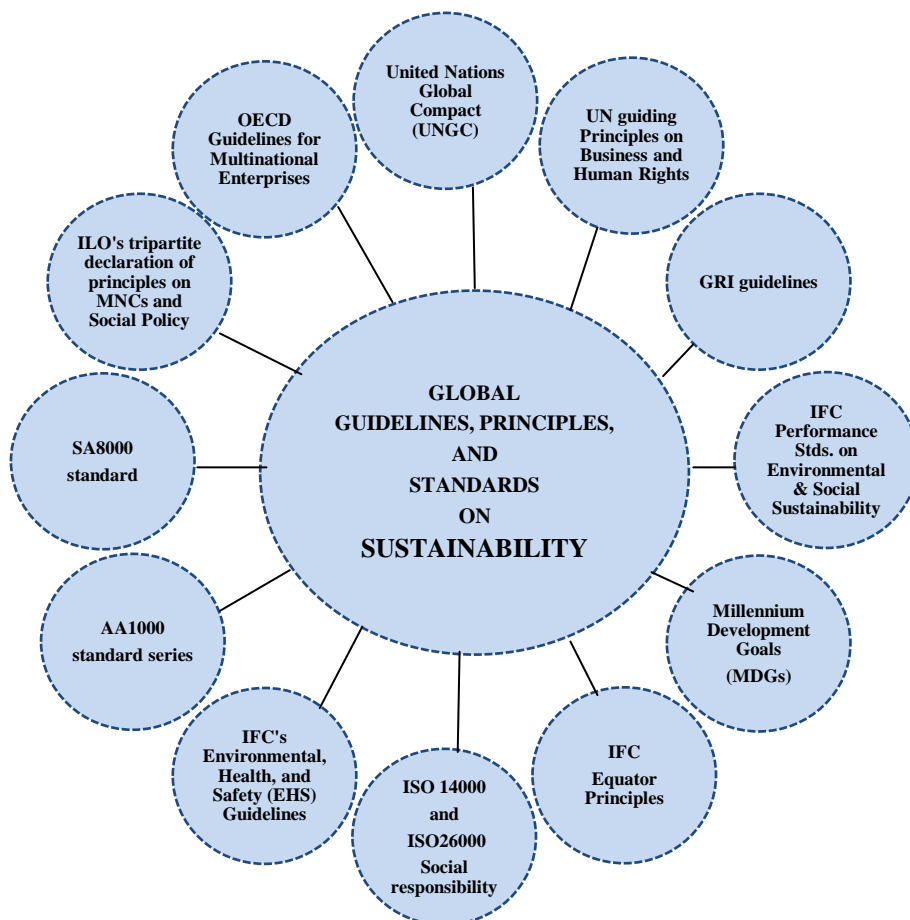 United Nations
Global
Compact
(UNGC)
UN guiding
Principles on
Business and
Human Rights
GRI guidelines
IFC
Performance
Stds. on
Environmental
& Social
Sustainability
Millennium
Development
Goals
(MDGs)
IFC
Equator
Principles
ISO 14000
and
ISO26000
Social
responsibility
IFC's
Environmental,
Health, and
Safety (EHS)
Guidelines
AA1000
standard series
SA8000
standard
ILO's tripartite
declaration of
principles on
MNCs and
Social Policy
OECD
Guidelines for
Multinational
Enterprises
GLOBAL
GUIDELINES, PRINCIPLES,
AND
STANDARDS
ON
SUSTAINABILITY